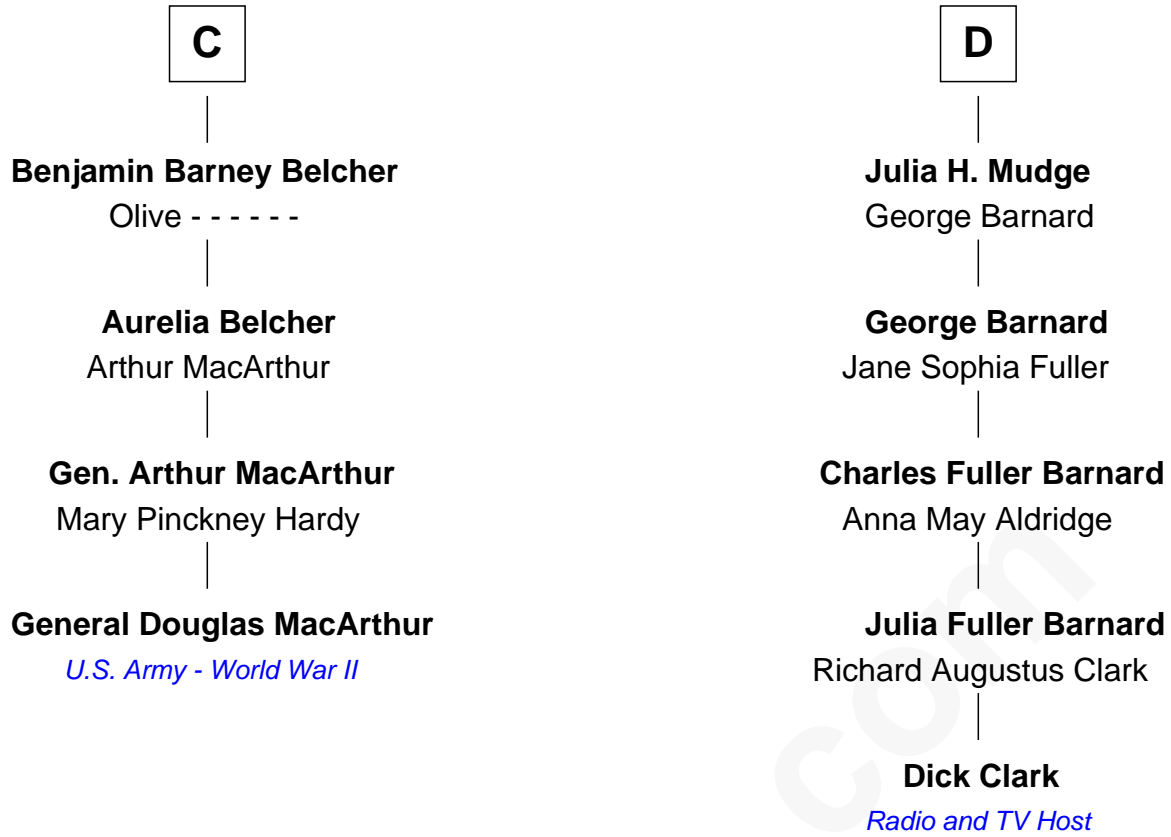 C
Benjamin Barney Belcher
Olive - - - - - -
Aurelia Belcher
Arthur MacArthur
Gen. Arthur MacArthur
Mary Pinckney Hardy
General Douglas MacArthur
U.S. Army - World War II
D
Julia H. Mudge
George Barnard
George Barnard
Jane Sophia Fuller
Charles Fuller Barnard
Anna May Aldridge
Julia Fuller Barnard
Richard Augustus Clark
Dick Clark
Radio and TV Host
com